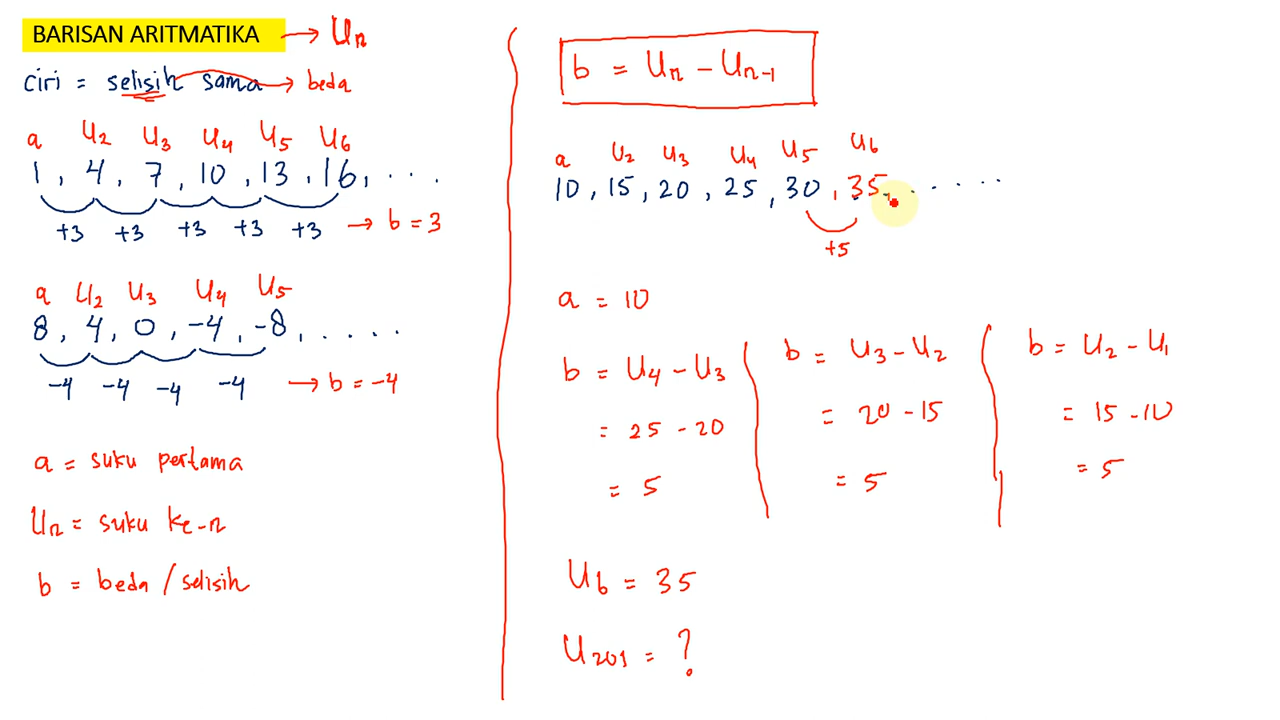 BARISAN ARITMATIKA → Un
ciri = selisih sama → beda
a U2 U3 U4 U5 U6
1, 4, 7, 10, 13, 16, . . .
+3 +3 +3 +3 +3 → b = 3
a U2 U3 U4 U5
8, 4, 0, -4, -8, . . . .
-4 -4 -4 -4 → b = -4
a = suku pertama
Un = suku ke-n
b = beda / selisih
b = Un - Un-1
a U2 U3 U4 U5 U6
10, 15, 20, 25, 30, 35, . . . . .
+5
a = 10
b = U4 - U3
= 25 - 20
= 5
b = U3 - U2
= 20 - 15
= 5
b = U2 - U1
= 15 - 10
= 5
U6 = 35
U201 = ?